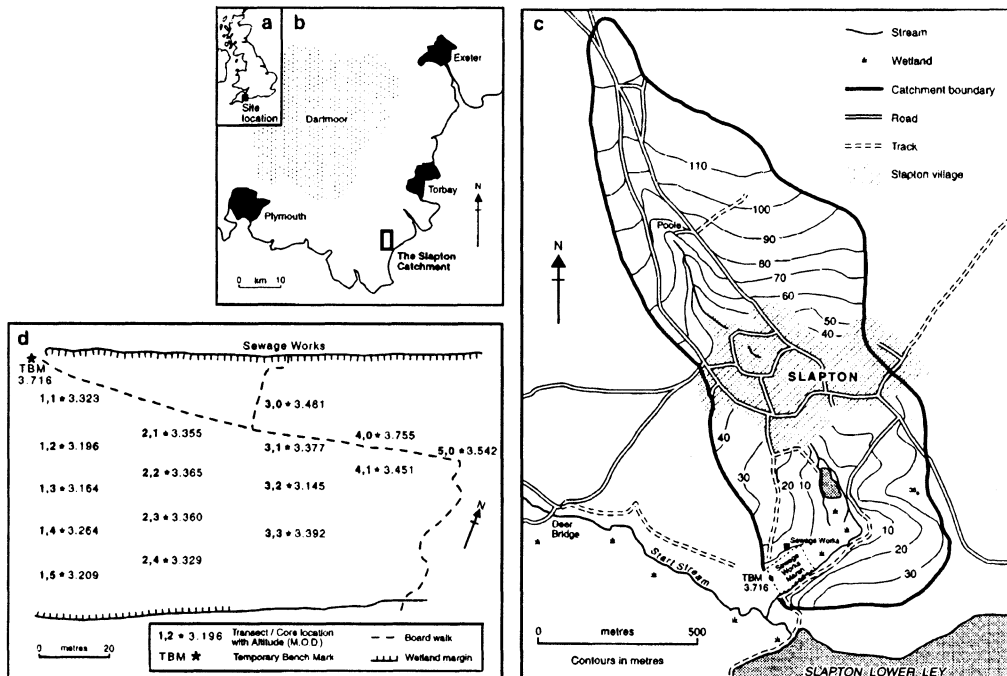 a
Site
location
b
Exeter
Dartmoor
Torbay
Plymouth
N
The Slapton
Catchment
0 km 10
c
Stream
Wetland
Catchment boundary
Road
Track
Slapton village
N
110
100
90
80
70
60
50
40
Poole
SLAPTON
40
30
20 10
10
20
30
Deer
Bridge
Start Stream
Sewage Works
Sewage
Works
Marsh
TBM
3.716
0 metres 500
Contours in metres
SLAPTON LOWER LEY
d
Sewage Works
TBM
3.716
1,1 * 3.323
3,0 * 3.461
2,1 * 3.355
4,0 * 3.755
1,2 * 3.196
3,1 * 3.377
5,0 * 3.542
2,2 * 3.365
4,1 * 3.451
1,3 * 3.164
3,2 * 3.145
2,3 * 3.360
1,4 * 3.264
3,3 * 3.392
2,4 * 3.329
1,5 * 3.209
N
0 metres 20
1,2 * 3.196 Transect / Core location
with Altitude (M.O.D)
Board walk
TBM ★ Temporary Bench Mark
Wetland margin